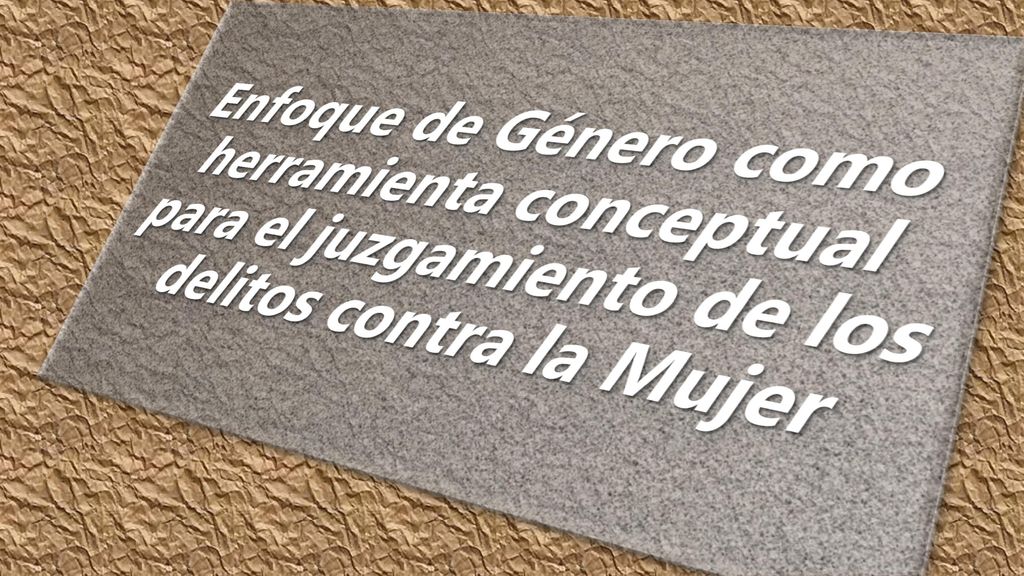 Enfoque de Género como
herramienta conceptual
para el juzgamiento de los
delitos contra la Mujer